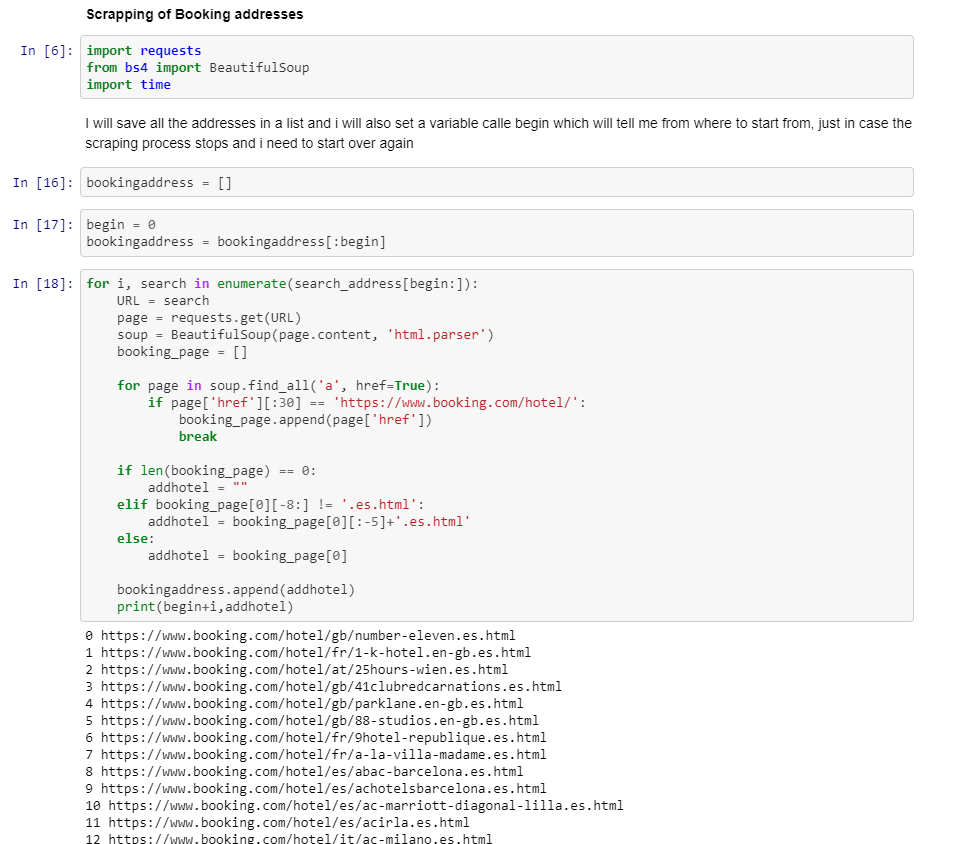 Scrapping of Booking addresses
In [6]: import requests
from bs4 import BeautifulSoup
import time
I will save all the addresses in a list and i will also set a variable calle begin which will tell me from where to start from, just in case the
scraping process stops and i need to start over again
In [16]: bookingaddress = []
In [17]: begin = 0
bookingaddress = bookingaddress[:begin]
In [18]: for i, search in enumerate(search_address[begin:]):
    URL = search
    page = requests.get(URL)
    soup = BeautifulSoup(page.content, 'html.parser')
    booking_page = []
    for page in soup.find_all('a', href=True):
        if page['href'][:30] == 'https://www.booking.com/hotel/':
            booking_page.append(page['href'])
            break
    if len(booking_page) == 0:
        addhotel = ""
    elif booking_page[0][-8:] != '.es.html':
        addhotel = booking_page[0][:-5]+'.es.html'
    else:
        addhotel = booking_page[0]
    bookingaddress.append(addhotel)
    print(begin+i,addhotel)
0 https://www.booking.com/hotel/gb/number-eleven.es.html
1 https://www.booking.com/hotel/fr/1-k-hotel.en-gb.es.html
2 https://www.booking.com/hotel/at/25hours-wien.es.html
3 https://www.booking.com/hotel/gb/41clubredcarnations.es.html
4 https://www.booking.com/hotel/gb/parklane.en-gb.es.html
5 https://www.booking.com/hotel/gb/88-studios.en-gb.es.html
6 https://www.booking.com/hotel/fr/9hotel-republique.es.html
7 https://www.booking.com/hotel/fr/a-la-villa-madame.es.html
8 https://www.booking.com/hotel/es/abac-barcelona.es.html
9 https://www.booking.com/hotel/es/achotelsbarcelona.es.html
10 https://www.booking.com/hotel/es/ac-marriott-diagonal-lilla.es.html
11 https://www.booking.com/hotel/es/acirla.es.html
12 https://www.booking.com/hotel/it/ac-milano.es.html